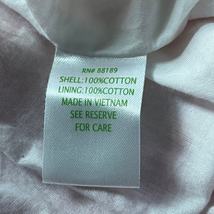 RN# 88189
SHELL:100%COTTON
LINING:100%COTTON
MADE IN VIETNAM
SEE RESERVE
FOR CARE